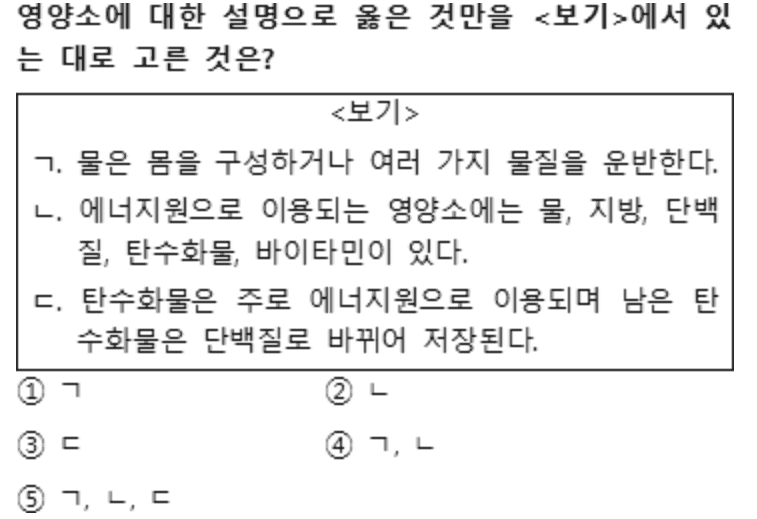 영양소에 대한 설명으로 옳은 것만을 <보기>에서 있
는 대로 고른 것은?
<보기>
ㄱ. 물은 몸을 구성하거나 여러 가지 물질을 운반한다.
ㄴ. 에너지원으로 이용되는 영양소에는 물, 지방, 단백
질, 탄수화물, 바이타민이 있다.
ㄷ. 탄수화물은 주로 에너지원으로 이용되며 남은 탄
수화물은 단백질로 바뀌어 저장된다.
① ㄱ ② ㄴ
③ ㄷ ④ ㄱ, ㄴ
⑤ ㄱ, ㄴ, ㄷ